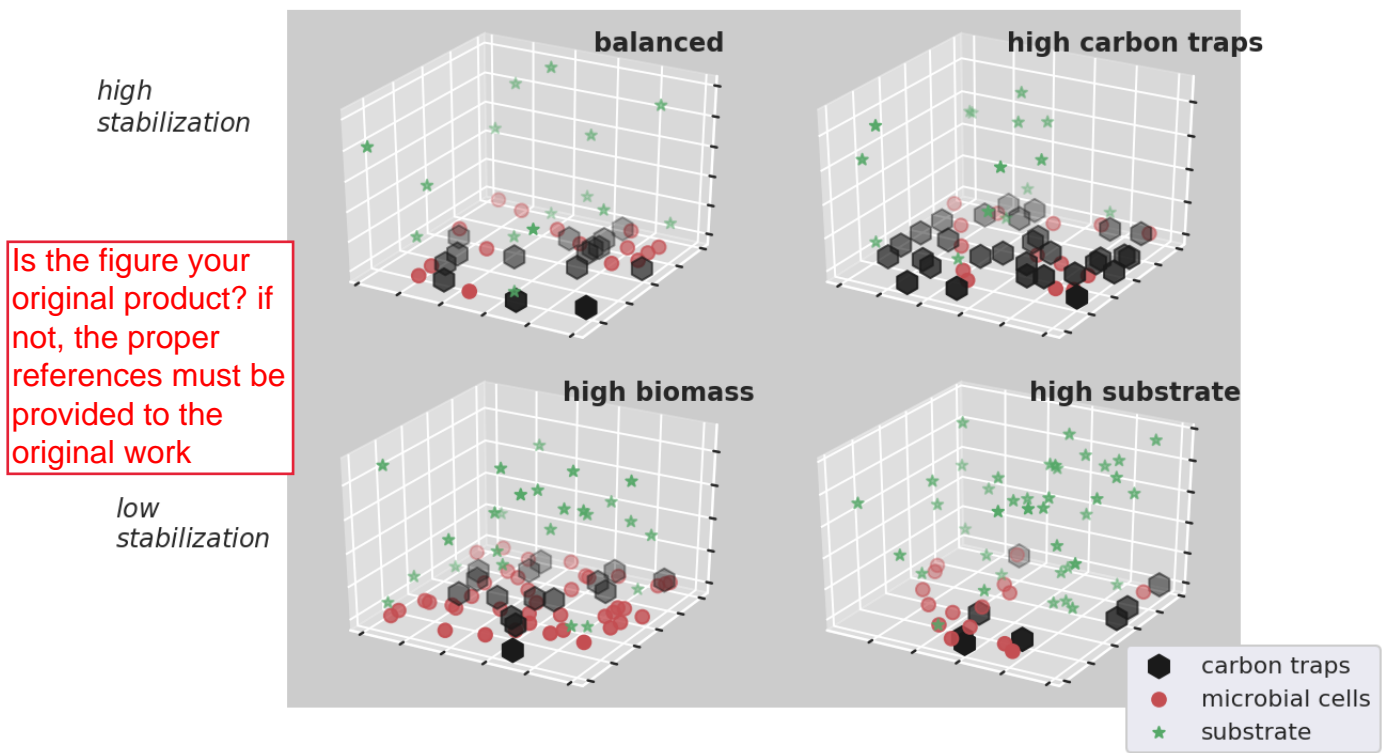 balanced
high carbon traps
high
stabilization
Is the figure your
original product? if
not, the proper
references must be
provided to the
original work
high biomass
high substrate
low
stabilization
carbon traps
microbial cells
substrate